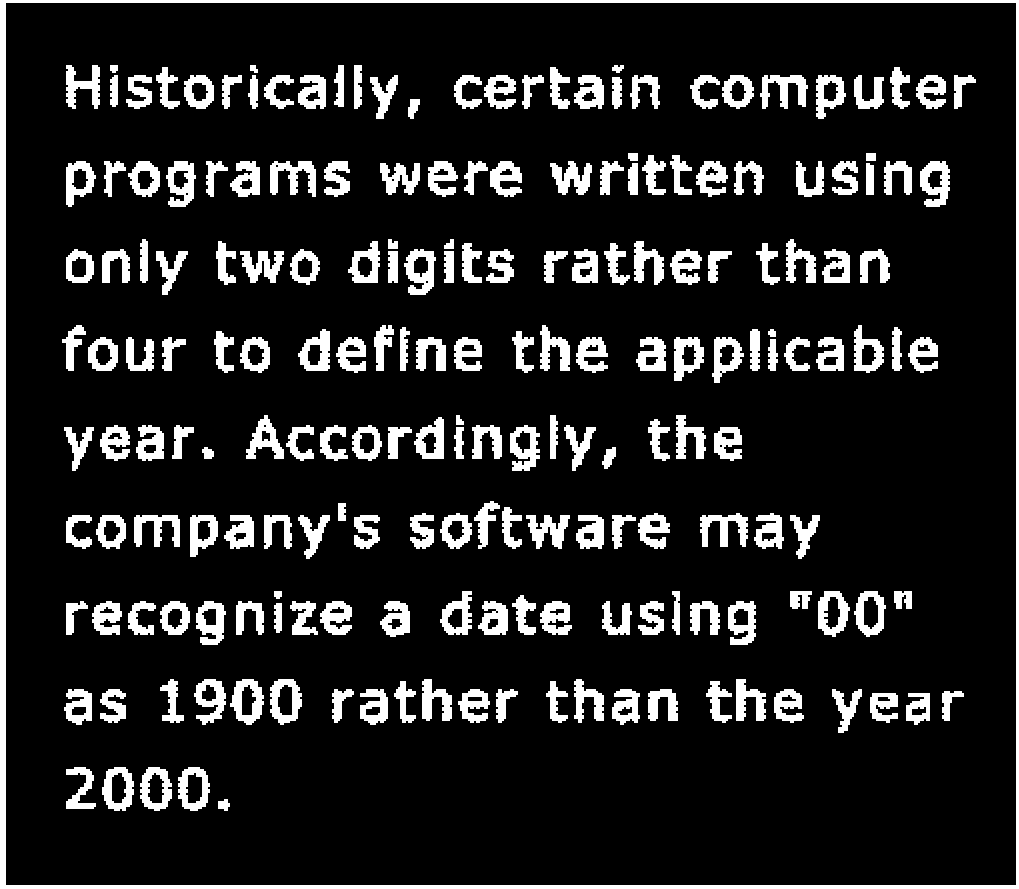 Historically, certain computer
programs were written using
only two digits rather than
four to define the applicable
year. Accordingly, the
company's software may
recognize a date using "00"
as 1900 rather than the year
2000.